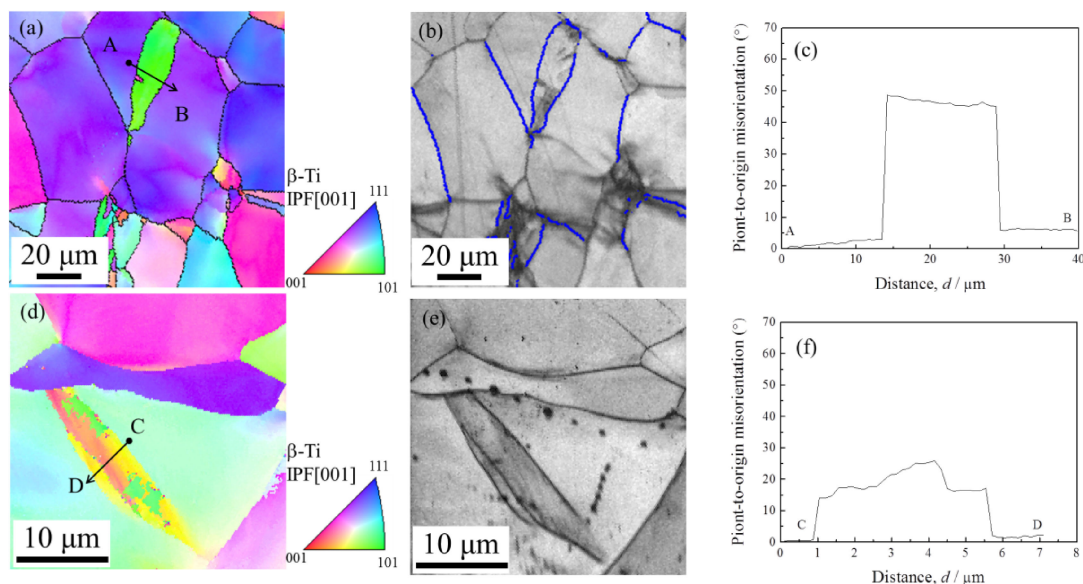 (a)
A
B
20 μm
β-Ti
IPF[001]
111
001
101
(b)
20 μm
(c)
Piont-to-origin misorientation (°)
70
60
50
40
30
20
10
0
A
B
0
10
20
30
40
Distance, d / μm
(d)
C
D
10 μm
β-Ti
IPF[001]
111
001
101
(e)
10 μm
(f)
Piont-to-origin misorientation (°)
70
60
50
40
30
20
10
0
C
D
0
1
2
3
4
5
6
7
8
Distance, d / μm